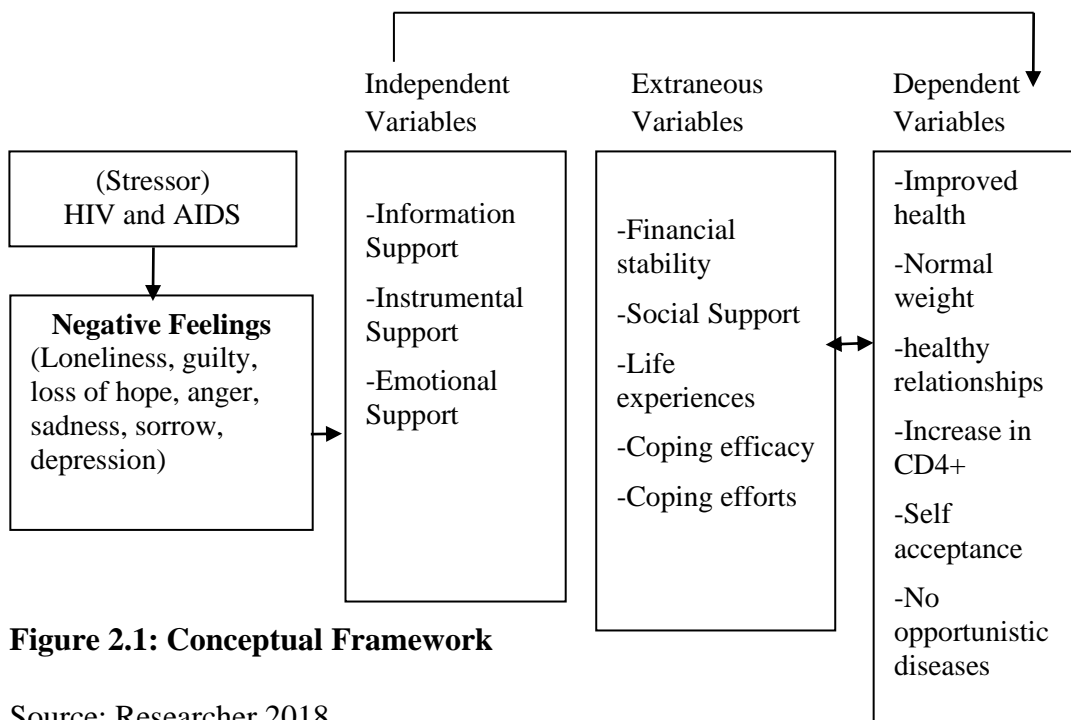 Independent
Variables
Extraneous
Variables
Dependent
Variables
(Stressor)
HIV and AIDS
Negative Feelings
(Loneliness, guilty,
loss of hope, anger,
sadness, sorrow,
depression)
-Information
Support
-Instrumental
Support
-Emotional
Support
-Financial
stability
-Social Support
-Life
experiences
-Coping efficacy
-Coping efforts
-Improved
health
-Normal
weight
-healthy
relationships
-Increase in
CD4+
-Self
acceptance
-No
opportunistic
diseases
Figure 2.1: Conceptual Framework
Source: Researcher 2018